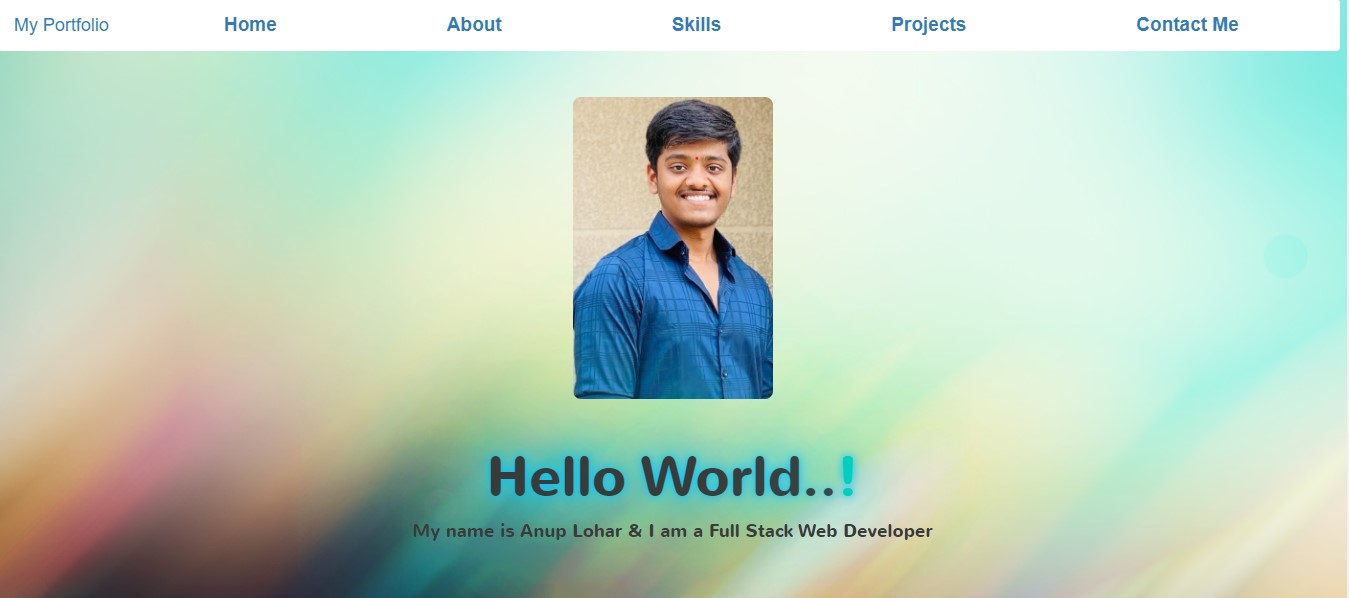 My Portfolio Home About Skills Projects Contact Me
Hello World..!
My name is Anup Lohar & I am a Full Stack Web Developer